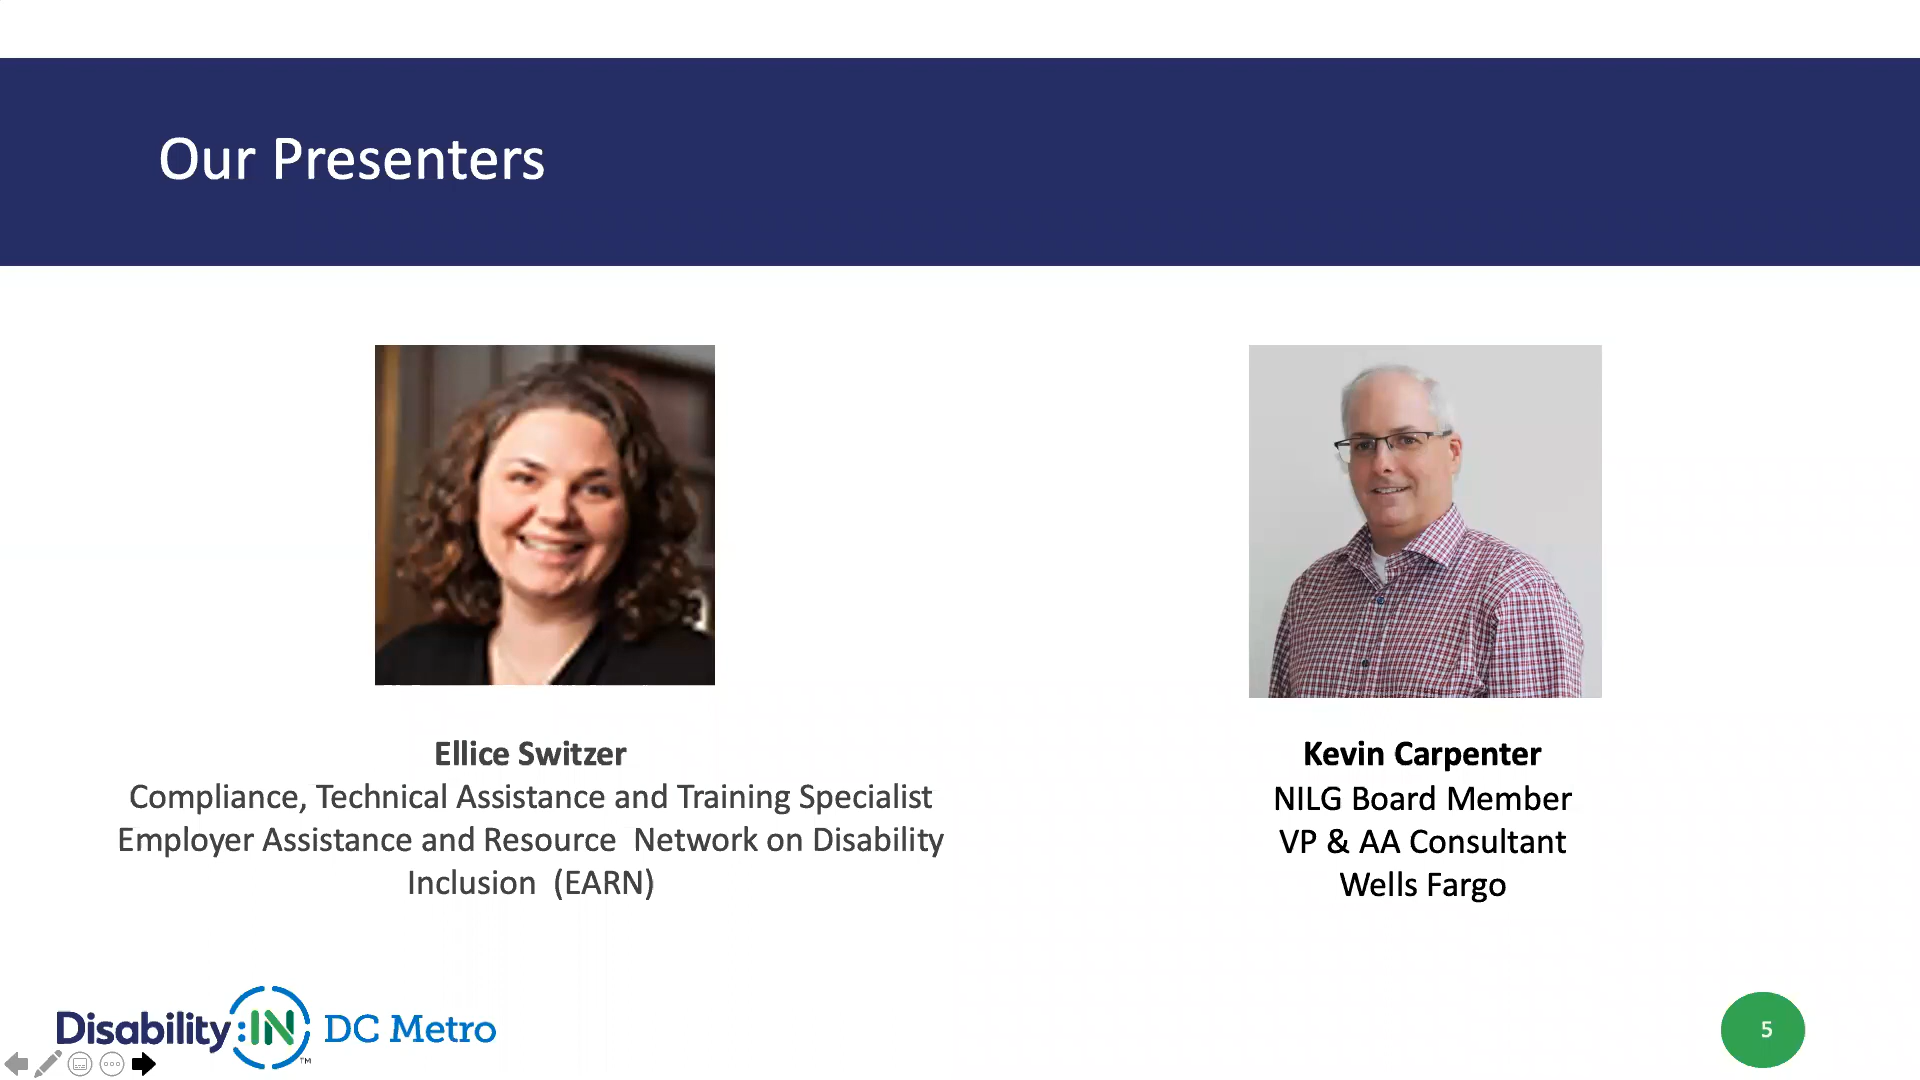 Our Presenters
Ellice Switzer
Compliance, Technical Assistance and Training Specialist
Employer Assistance and Resource  Network on Disability
Inclusion  (EARN)
Kevin Carpenter
NILG Board Member
VP & AA Consultant
Wells Fargo
Disability:IN DC Metro
TM
5